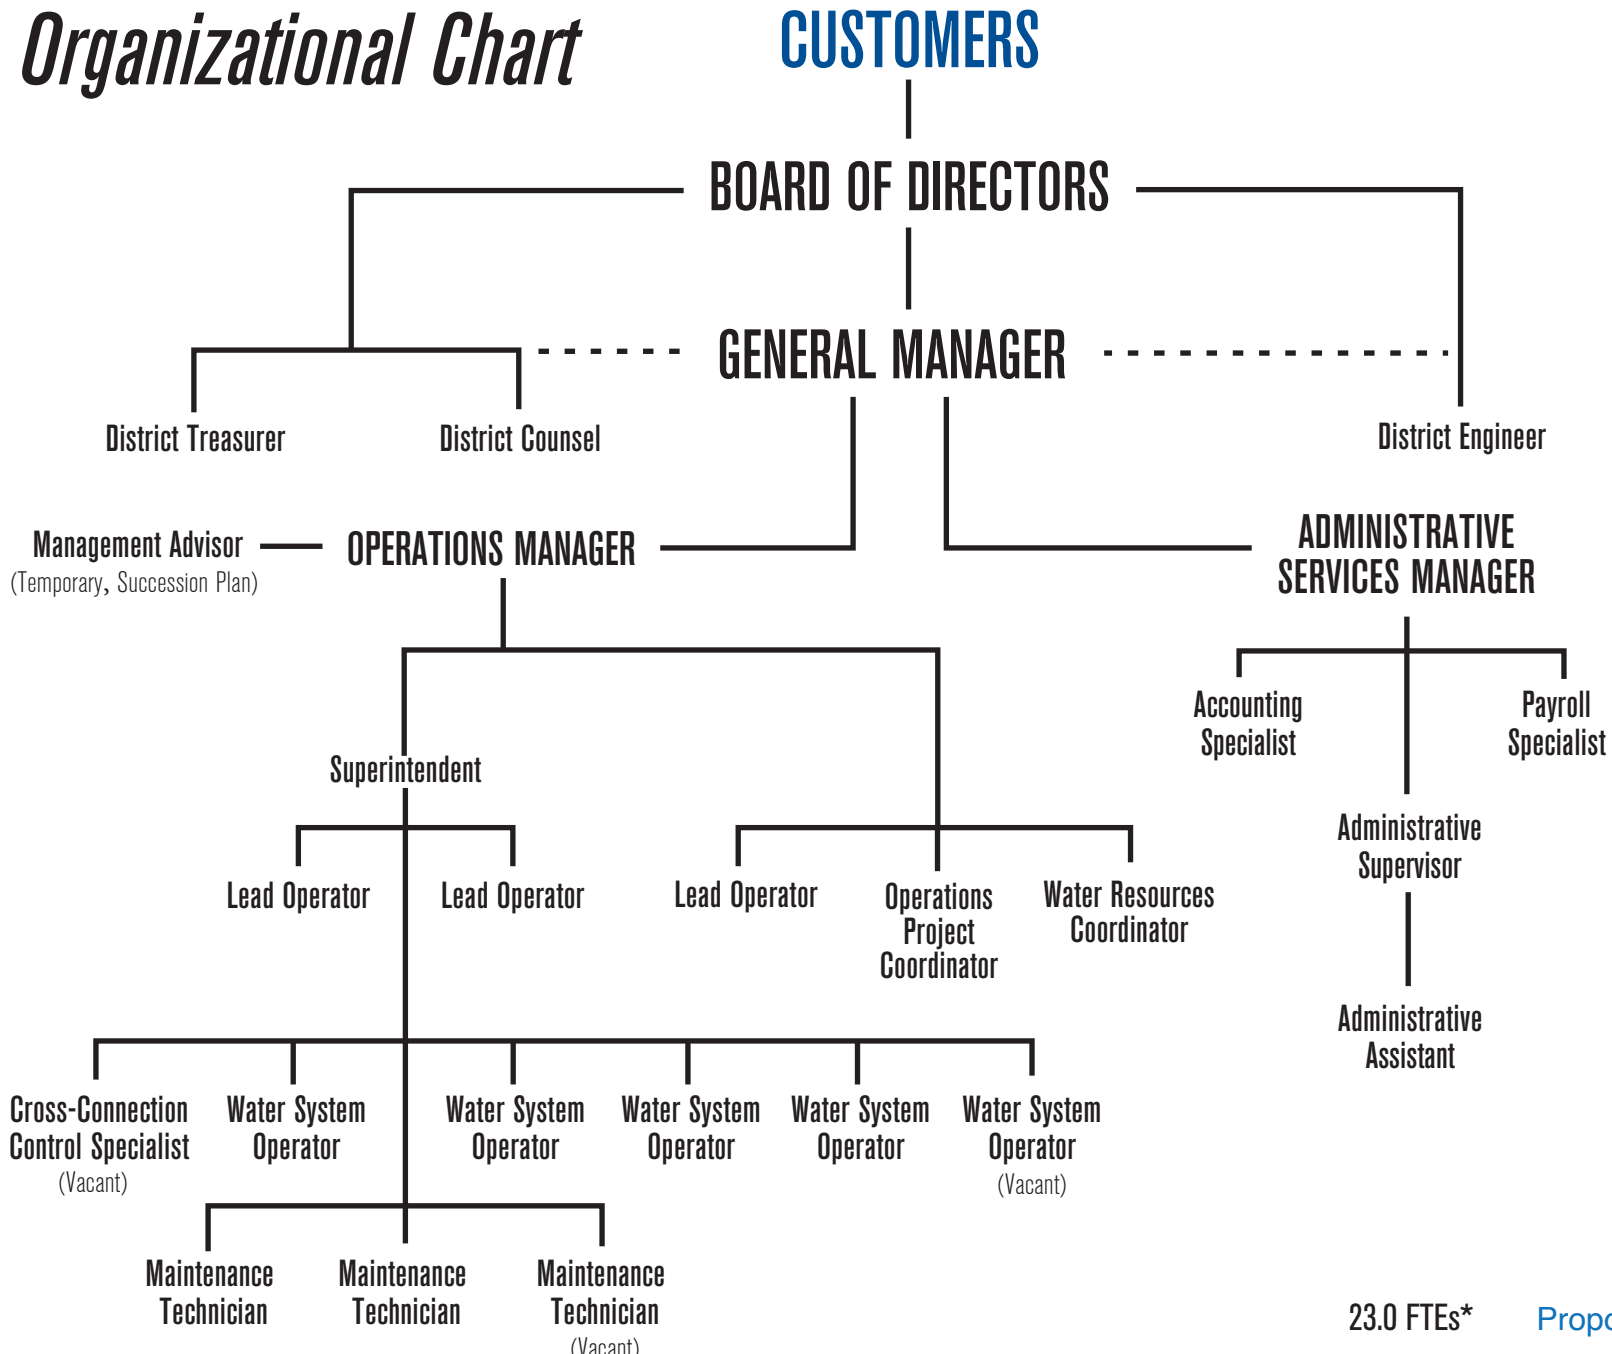 Organizational Chart
CUSTOMERS
BOARD OF DIRECTORS
GENERAL MANAGER
District Treasurer
District Counsel
District Engineer
Management Advisor
(Temporary, Succession Plan)
OPERATIONS MANAGER
ADMINISTRATIVE
SERVICES MANAGER
Accounting
Specialist
Payroll
Specialist
Superintendent
Administrative
Supervisor
Lead Operator
Lead Operator
Lead Operator
Operations
Project
Coordinator
Water Resources
Coordinator
Administrative
Assistant
Cross-Connection
Control Specialist
(Vacant)
Water System
Operator
Water System
Operator
Water System
Operator
Water System
Operator
Water System
Operator
(Vacant)
Maintenance
Technician
Maintenance
Technician
Maintenance
Technician
(Vacant)
23.0 FTEs*